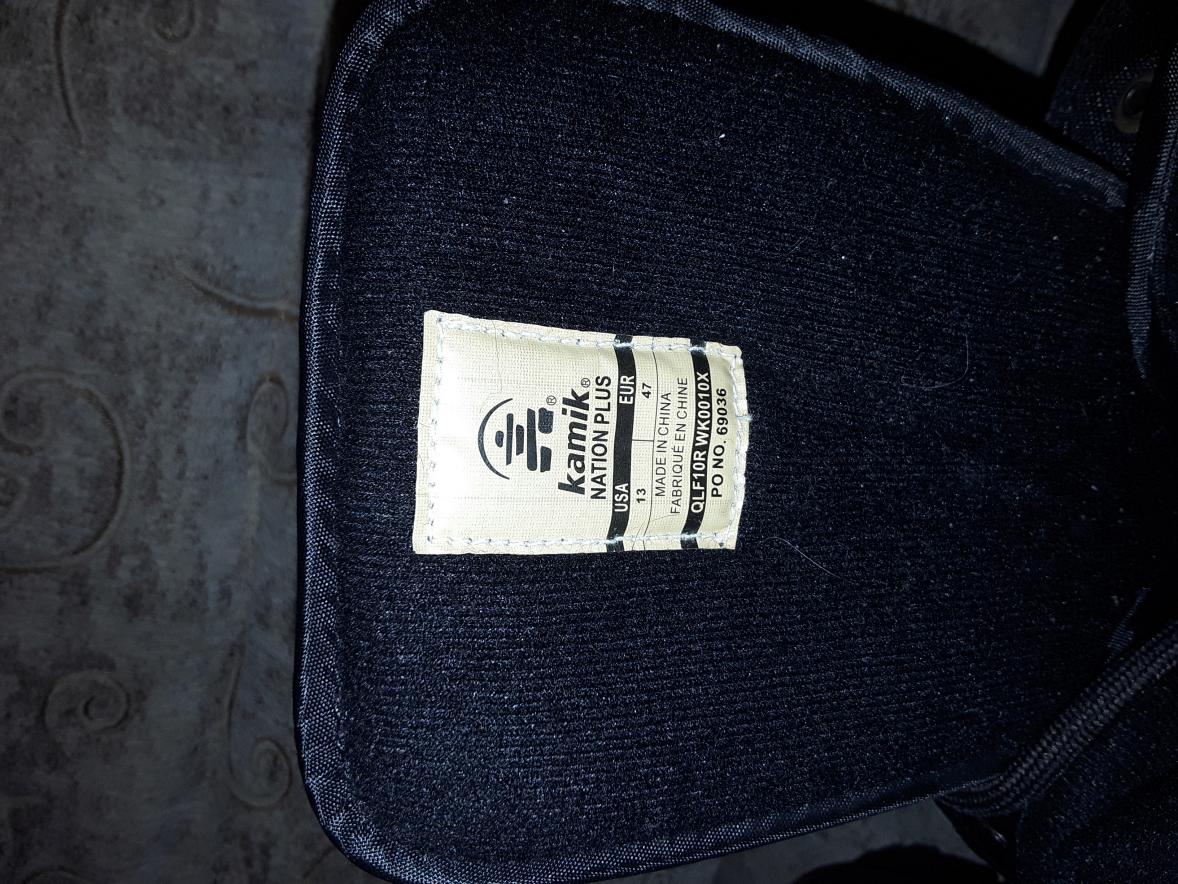 ®
kamik®
NATION PLUS
USA EUR
13 47
MADE IN CHINA
FABRIQUÉ EN CHINE
QLF10R WK0010X
PO NO. 69036